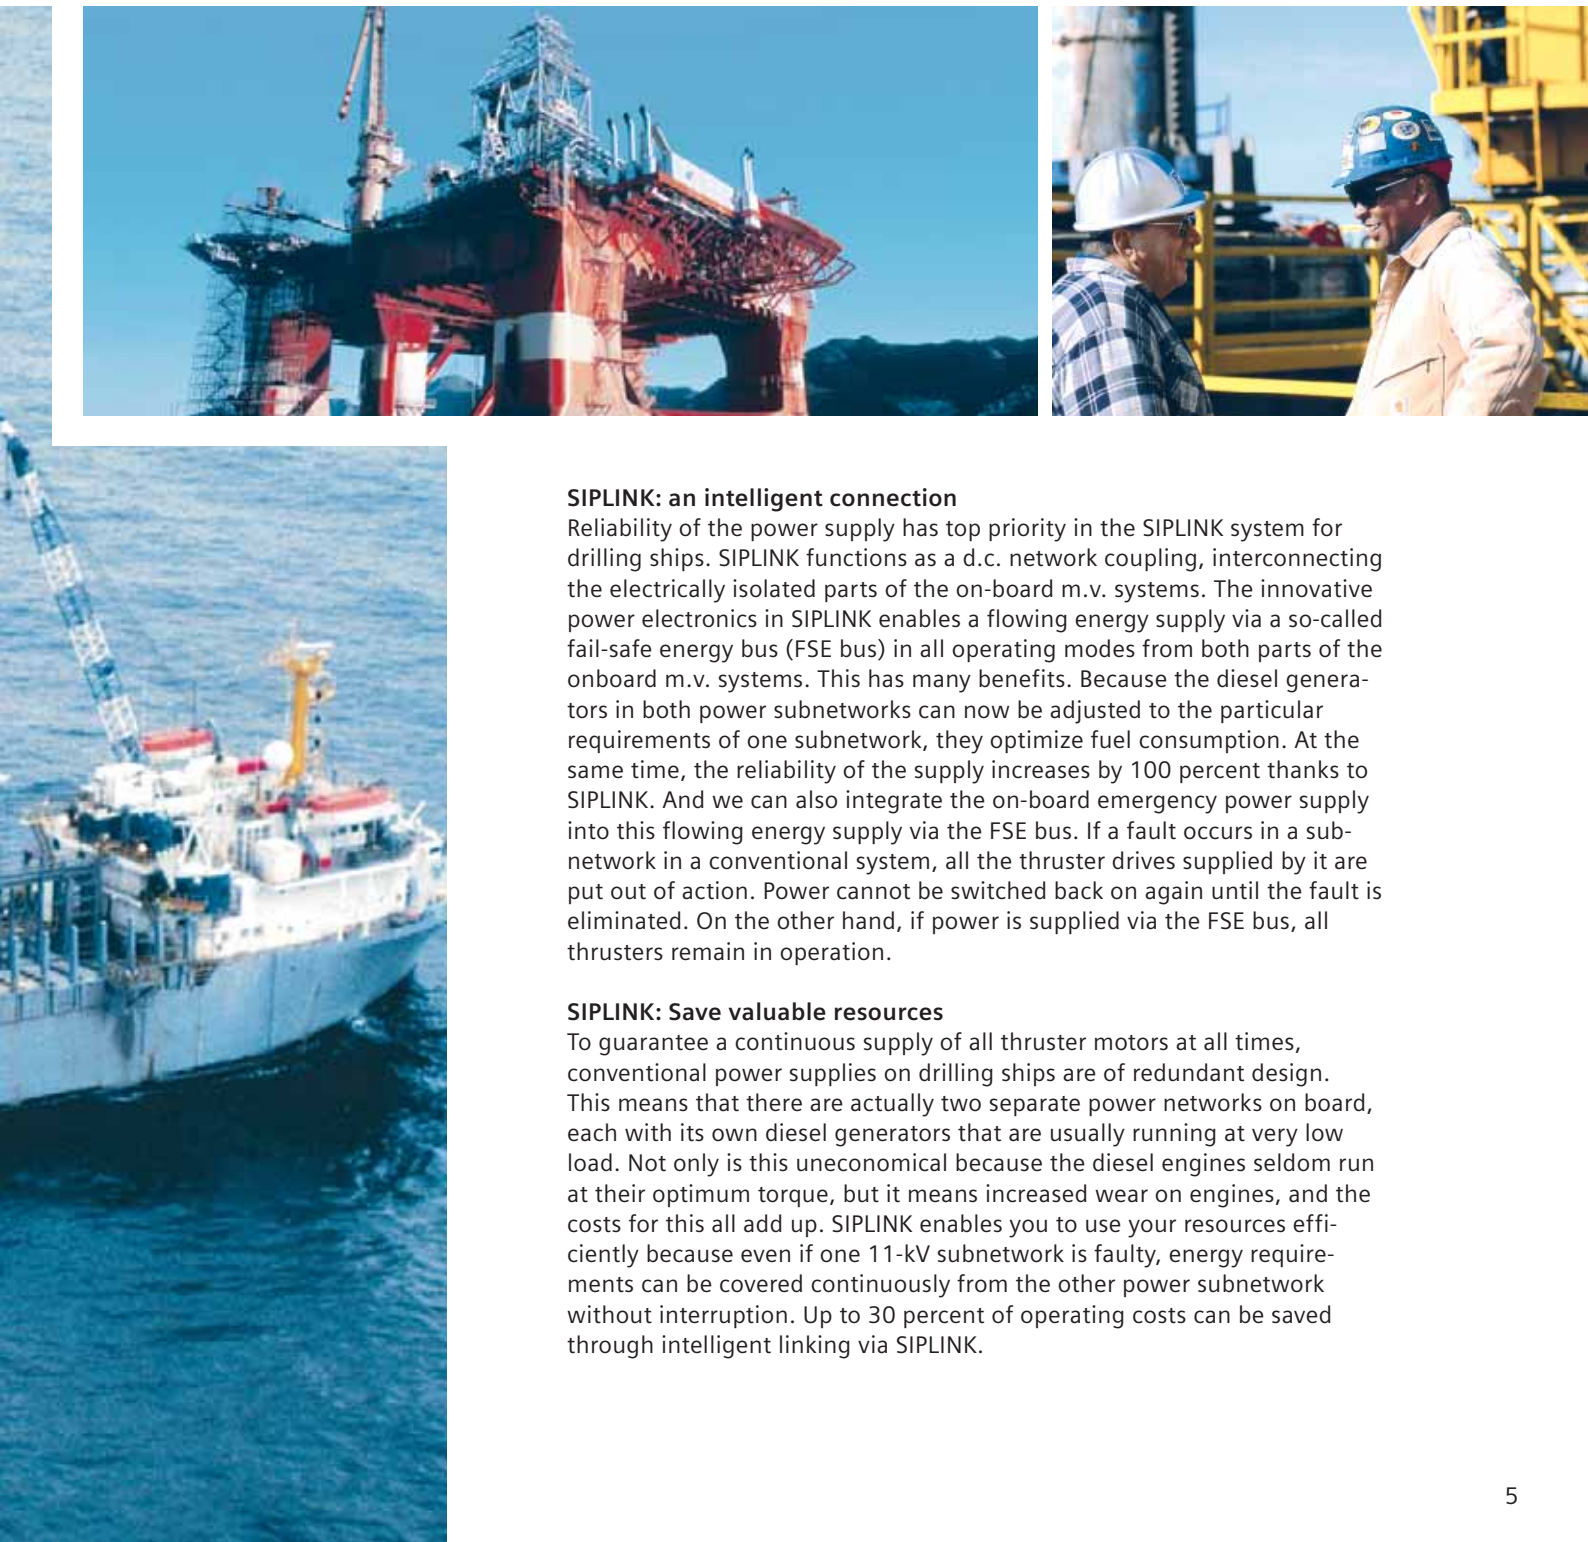 SIPLINK: an intelligent connection
Reliability of the power supply has top priority in the SIPLINK system for
drilling ships. SIPLINK functions as a d.c. network coupling, interconnecting
the electrically isolated parts of the on-board m.v. systems. The innovative
power electronics in SIPLINK enables a flowing energy supply via a so-called
fail-safe energy bus (FSE bus) in all operating modes from both parts of the
onboard m.v. systems. This has many benefits. Because the diesel genera-
tors in both power subnetworks can now be adjusted to the particular
requirements of one subnetwork, they optimize fuel consumption. At the
same time, the reliability of the supply increases by 100 percent thanks to
SIPLINK. And we can also integrate the on-board emergency power supply
into this flowing energy supply via the FSE bus. If a fault occurs in a sub-
network in a conventional system, all the thruster drives supplied by it are
put out of action. Power cannot be switched back on again until the fault is
eliminated. On the other hand, if power is supplied via the FSE bus, all
thrusters remain in operation.
SIPLINK: Save valuable resources
To guarantee a continuous supply of all thruster motors at all times,
conventional power supplies on drilling ships are of redundant design.
This means that there are actually two separate power networks on board,
each with its own diesel generators that are usually running at very low
load. Not only is this uneconomical because the diesel engines seldom run
at their optimum torque, but it means increased wear on engines, and the
costs for this all add up. SIPLINK enables you to use your resources effi-
ciently because even if one 11-kV subnetwork is faulty, energy require-
ments can be covered continuously from the other power subnetwork
without interruption. Up to 30 percent of operating costs can be saved
through intelligent linking via SIPLINK.
5